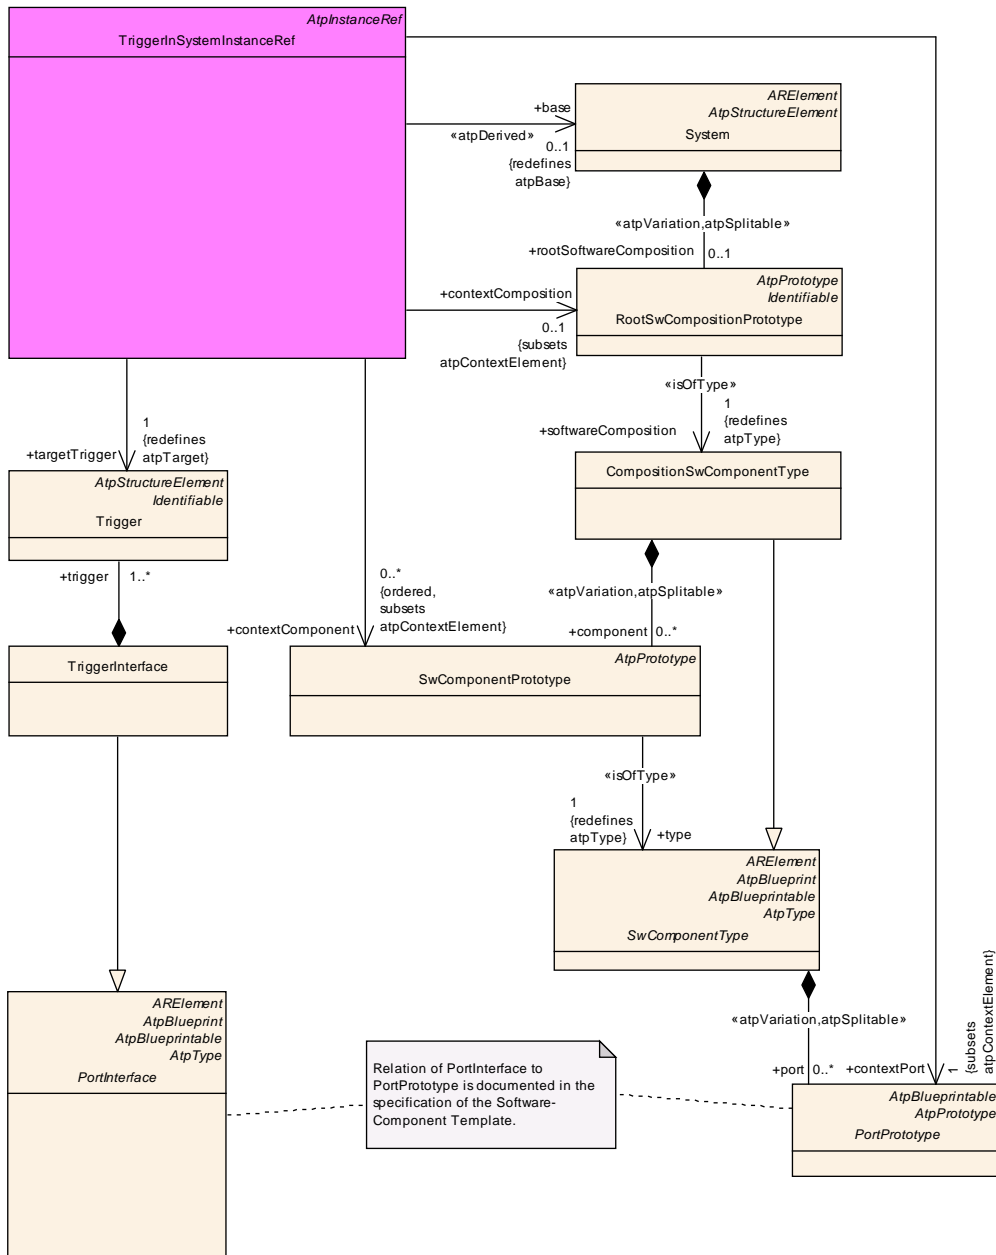 AtpInstanceRef
TriggerInSystemInstanceRef
+base
«atpDerived»
0..1
{redefines
atpBase}
ARElement
AtpStructureElement
System
«atpVariation,atpSplitable»
+rootSoftwareComposition
0..1
+contextComposition
0..1
{subsets
atpContextElement}
AtpPrototype
Identifiable
RootSwCompositionPrototype
«isOfType»
1
{redefines
atpType}
+softwareComposition
1
{redefines
atpTarget}
+targetTrigger
AtpStructureElement
Identifiable
Trigger
CompositionSwComponentType
+trigger
1..*
0..*
{ordered,
subsets
atpContextElement}
+contextComponent
«atpVariation,atpSplitable»
+component
0..*
TriggerInterface
AtpPrototype
SwComponentPrototype
«isOfType»
1
{redefines
atpType}
+type
ARElement
AtpBlueprint
AtpBlueprintable
AtpType
SwComponentType
«atpVariation,atpSplitable»
+port
0..*
+contextPort
1
{subsets
atpContextElement}
ARElement
AtpBlueprint
AtpBlueprintable
AtpType
PortInterface
Relation of PortInterface to
PortPrototype is documented in the
specification of the Software-
Component Template.
AtpBlueprintable
AtpPrototype
PortPrototype